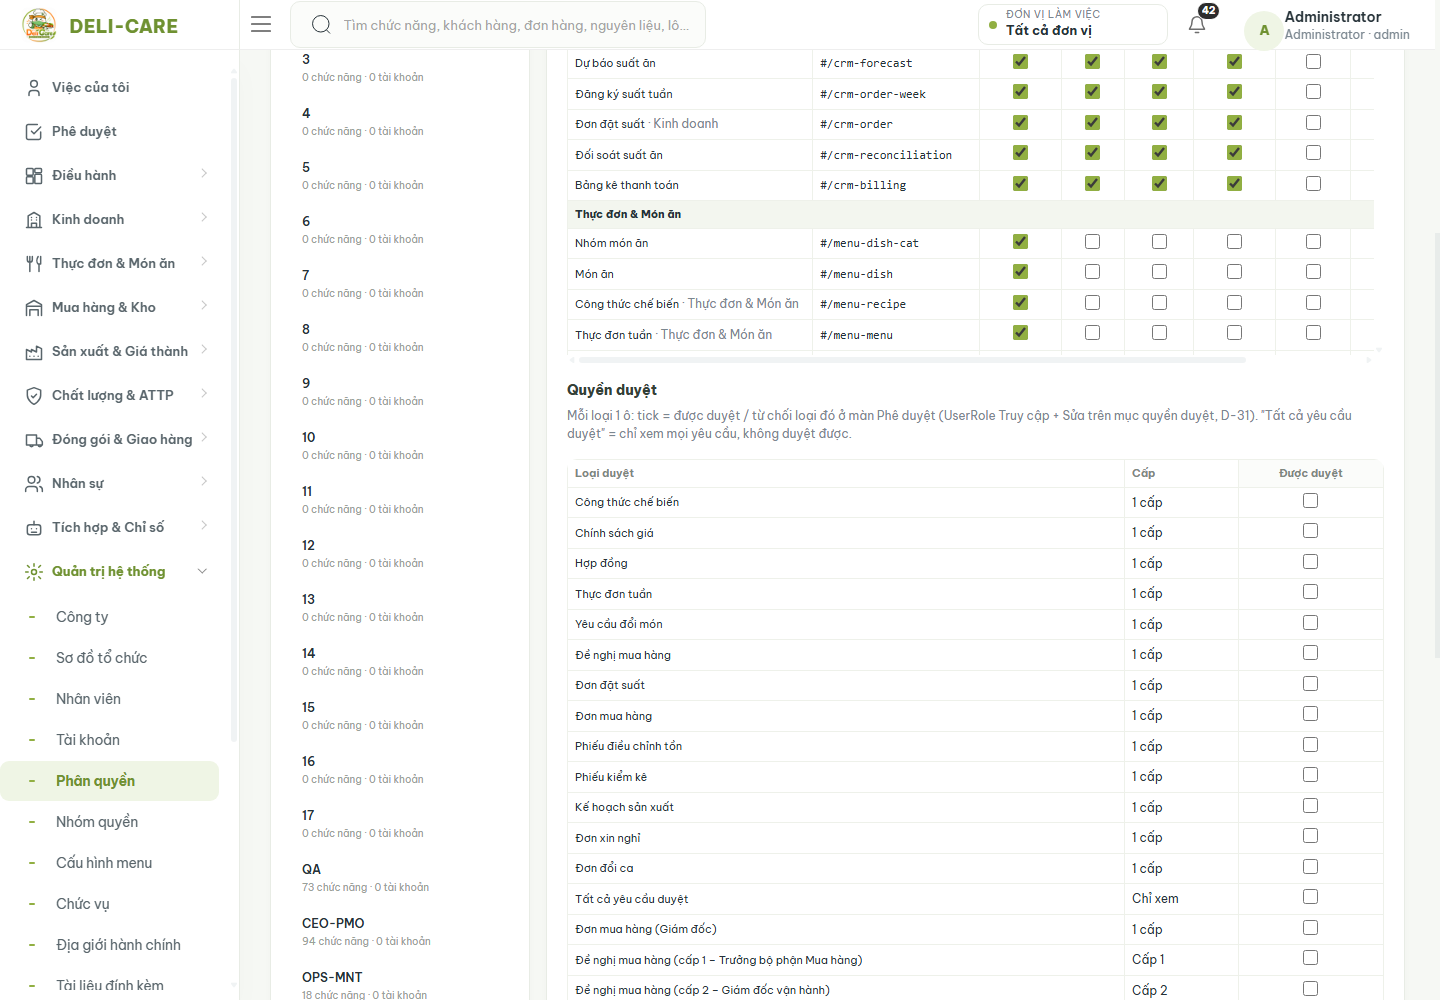 DELI-CARE
Tìm chức năng, khách hàng, đơn hàng, nguyên liệu, lô...
ĐƠN VỊ LÀM VIỆC
Tất cả đơn vị
42
A
Administrator
Administrator · admin
Việc của tôi
Phê duyệt
Điều hành
Kinh doanh
Thực đơn & Món ăn
Mua hàng & Kho
Sản xuất & Giá thành
Chất lượng & ATTP
Đóng gói & Giao hàng
Nhân sự
Tích hợp & Chỉ số
Quản trị hệ thống
Công ty
Sơ đồ tổ chức
Nhân viên
Tài khoản
Phân quyền
Nhóm quyền
Cấu hình menu
Chức vụ
Địa giới hành chính
Tài liệu đính kèm
3
0 chức năng · 0 tài khoản
4
0 chức năng · 0 tài khoản
5
0 chức năng · 0 tài khoản
6
0 chức năng · 0 tài khoản
7
0 chức năng · 0 tài khoản
8
0 chức năng · 0 tài khoản
9
0 chức năng · 0 tài khoản
10
0 chức năng · 0 tài khoản
11
0 chức năng · 0 tài khoản
12
0 chức năng · 0 tài khoản
13
0 chức năng · 0 tài khoản
14
0 chức năng · 0 tài khoản
15
0 chức năng · 0 tài khoản
16
0 chức năng · 0 tài khoản
17
0 chức năng · 0 tài khoản
QA
73 chức năng · 0 tài khoản
CEO-PMO
94 chức năng · 0 tài khoản
OPS-MNT
18 chức năng · 0 tài khoản
Dự báo suất ăn #/crm-forecast
Đăng ký suất tuần #/crm-order-week
Đơn đặt suất · Kinh doanh #/crm-order
Đối soát suất ăn #/crm-reconciliation
Bảng kê thanh toán #/crm-billing
Thực đơn & Món ăn
Nhóm món ăn #/menu-dish-cat
Món ăn #/menu-dish
Công thức chế biến · Thực đơn & Món ăn #/menu-recipe
Thực đơn tuần · Thực đơn & Món ăn #/menu-menu
Quyền duyệt
Mỗi loại 1 ô: tick = được duyệt / từ chối loại đó ở màn Phê duyệt (UserRole Truy cập + Sửa trên mục quyền duyệt, D-31). "Tất cả yêu cầu
duyệt" = chỉ xem mọi yêu cầu, không duyệt được.
Loại duyệt Cấp Được duyệt
Công thức chế biến 1 cấp
Chính sách giá 1 cấp
Hợp đồng 1 cấp
Thực đơn tuần 1 cấp
Yêu cầu đổi món 1 cấp
Đề nghị mua hàng 1 cấp
Đơn đặt suất 1 cấp
Đơn mua hàng 1 cấp
Phiếu điều chỉnh tồn 1 cấp
Phiếu kiểm kê 1 cấp
Kế hoạch sản xuất 1 cấp
Đơn xin nghỉ 1 cấp
Đơn đổi ca 1 cấp
Tất cả yêu cầu duyệt Chỉ xem
Đơn mua hàng (Giám đốc) 1 cấp
Đề nghị mua hàng (cấp 1 – Trưởng bộ phận Mua hàng) Cấp 1
Đề nghị mua hàng (cấp 2 – Giám đốc vận hành) Cấp 2